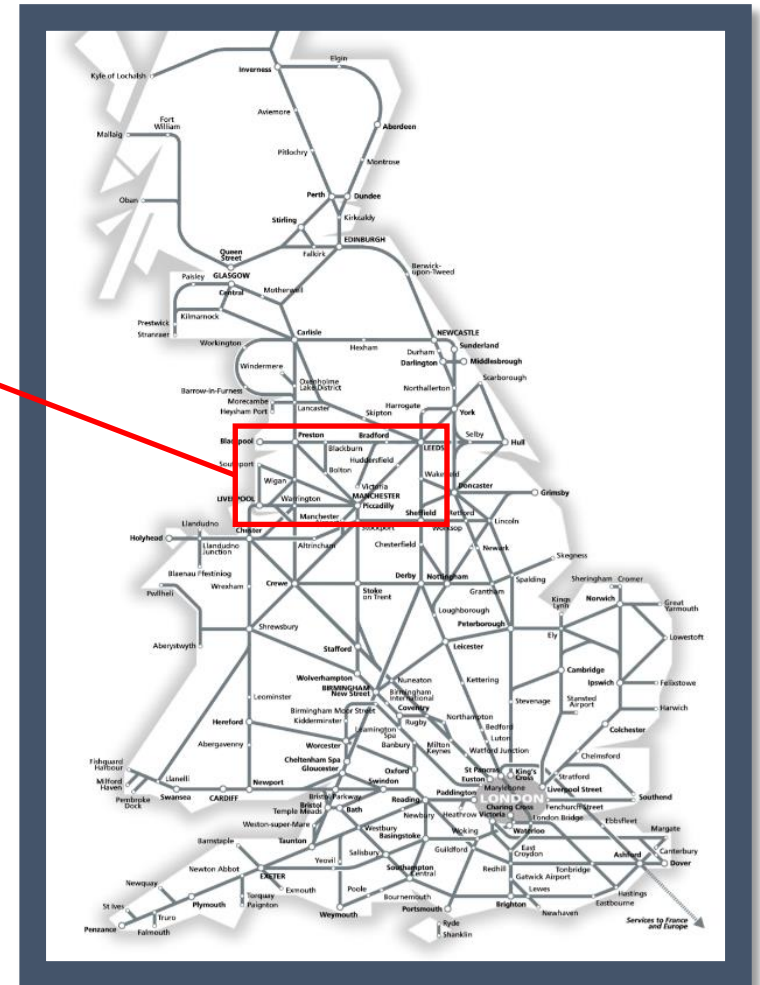 Elgin
Kyle of Lochalsh
Inverness
Aviemore
Fort
William
Aberdeen
Mallaig
Pitlochry
Montrose
Perth
Dundee
Oban
Stirling
Kirkcaldy
EDINBURGH
Queen
Street
Falkirk
Berwick-
upon-Tweed
Paisley
GLASGOW
Central
Motherwell
Prestwick
Kilmarnock
Stranraer
Carlisle
NEWCASTLE
Workington
Hexham
Durham
Sunderland
Darlington
Middlesbrough
Windermere
Scarborough
Oxenholme
Lake District
Barrow-in-Furness
Northallerton
Morecambe
Harrogate
Heysham Port
Lancaster
Skipton
York
Preston
Bradford
Selby
Blackpool
Blackburn
LEEDS
Hull
Southport
Huddersfield
Bolton
Wakefield
Wigan
Victoria
Doncaster
LIVERPOOL
Warrington
MANCHESTER
Piccadilly
Grimsby
Manchester
Airport
Sheffield
Retford
Llandudno
Chester
Stockport
Worksop
Lincoln
Holyhead
Llandudno
Junction
Altrincham
Chesterfield
Newark
Skegness
Blaenau Ffestiniog
Wrexham
Crewe
Stoke
on Trent
Derby
Nottingham
Spalding
Sheringham
Cromer
Pwllheli
Grantham
Kings
Lynn
Norwich
Great
Yarmouth
Loughborough
Shrewsbury
Peterborough
Ely
Lowestoft
Aberystwyth
Stafford
Leicester
Wolverhampton
Cambridge
BIRMINGHAM
New Street
Nuneaton
Kettering
Ipswich
Felixstowe
Leominster
Birmingham
International
Stevenage
Stansted
Airport
Birmingham Moor Street
Coventry
Northampton
Harwich
Hereford
Kidderminster
Rugby
Bedford
Colchester
Abergavenny
Worcester
Leamington
Spa
Luton
Banbury
Milton
Keynes
Watford Junction
Chelmsford
Fishguard
Harbour
Cheltenham Spa
Gloucester
Oxford
St Pancras
King's
Cross
Euston
Stratford
Milford
Haven
Llanelli
Newport
Swindon
Paddington
Marylebone
Liverpool Street
Pembroke
Dock
Swansea
CARDIFF
Bristol Parkway
Reading
LONDON
Southend
Bristol
Temple Meads
Bath
Newbury
Heathrow
Charing Cross
Victoria
Fenchurch Street
London Bridge
Ebbsfleet
Weston-super-Mare
Westbury
Basingstoke
Woking
Waterloo
Margate
Barnstaple
Taunton
Salisbury
Guildford
East
Croydon
Canterbury
Ashford
Dover
Newton Abbot
Yeovil
Southampton
Central
Redhill
Tonbridge
Gatwick Airport
Newquay
EXETER
Exmouth
Poole
Lewes
Hastings
St Ives
Plymouth
Torquay
Paignton
Bournemouth
Eastbourne
Truro
Weymouth
Portsmouth
Brighton
Newhaven
Penzance
Falmouth
Ryde
Shanklin
Services to France
and Europe